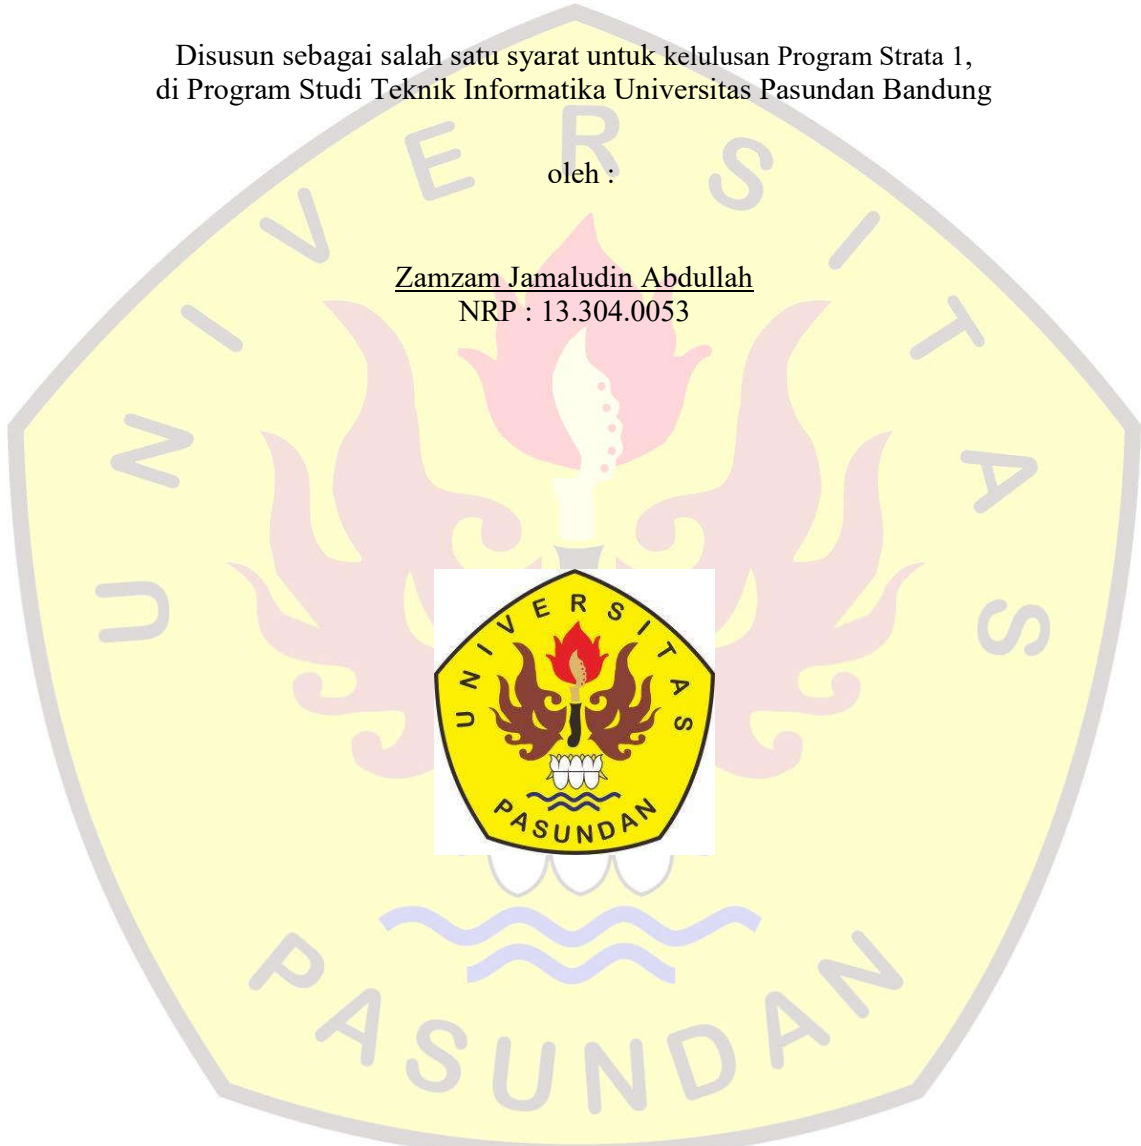 Disusun sebagai salah satu syarat untuk kelulusan Program Strata 1,
di Program Studi Teknik Informatika Universitas Pasundan Bandung
oleh :
Zamzam Jamaludin Abdullah
NRP : 13.304.0053
UNIVERSITAS
PASUNDAN
UNIVERSITAS
PASUNDAN